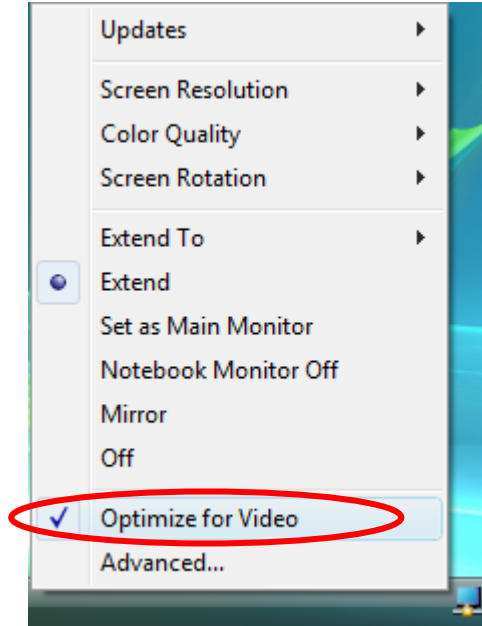 Updates
Screen Resolution
Color Quality
Screen Rotation
Extend To
Extend
Set as Main Monitor
Notebook Monitor Off
Mirror
Off
Optimize for Video
Advanced...